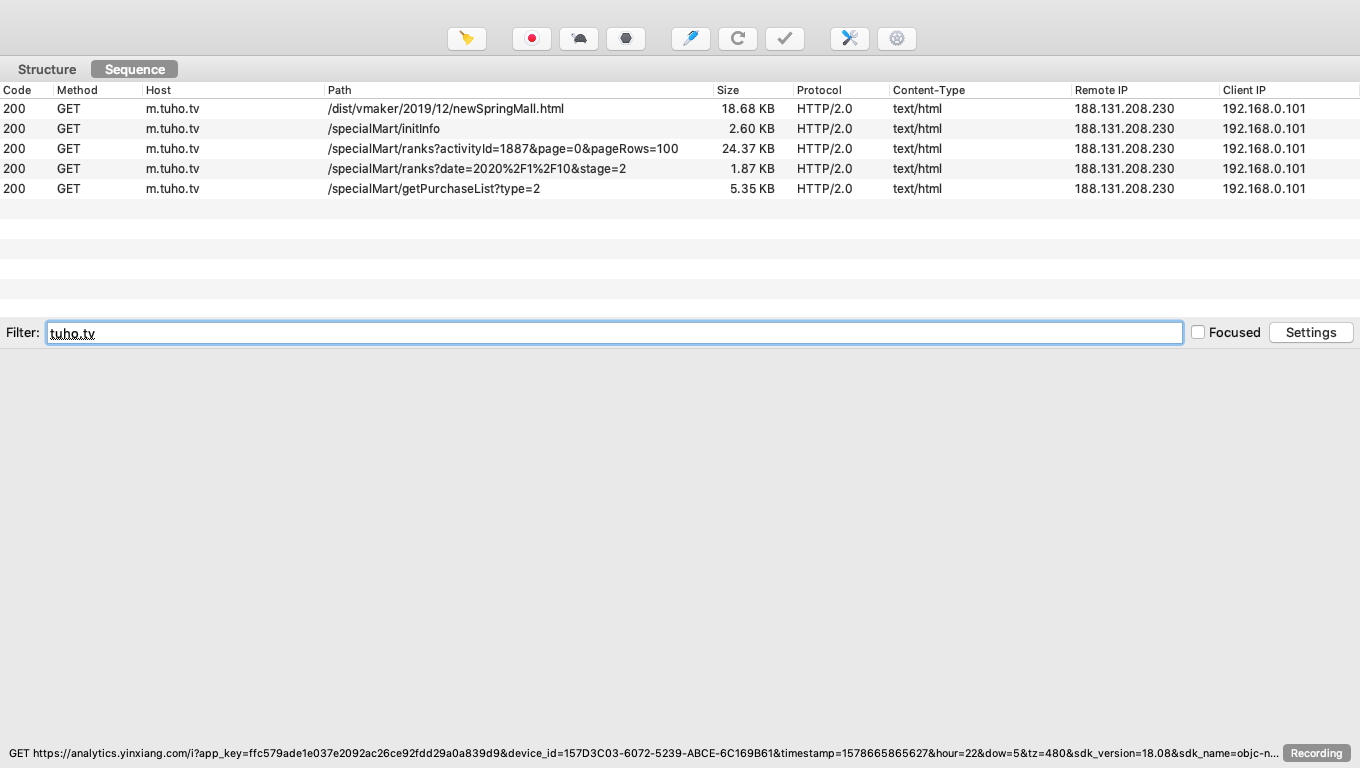 Structure Sequence
Code Method Host Path Size Protocol Content-Type Remote IP Client IP
200 GET m.tuho.tv /dist/vmaker/2019/12/newSpringMall.html 18.68 KB HTTP/2.0 text/html 188.131.208.230 192.168.0.101
200 GET m.tuho.tv /specialMart/initInfo 2.60 KB HTTP/2.0 text/html 188.131.208.230 192.168.0.101
200 GET m.tuho.tv /specialMart/ranks?activityId=1887&page=0&pageRows=100 24.37 KB HTTP/2.0 text/html 188.131.208.230 192.168.0.101
200 GET m.tuho.tv /specialMart/ranks?date=2020%2F1%2F10&stage=2 1.87 KB HTTP/2.0 text/html 188.131.208.230 192.168.0.101
200 GET m.tuho.tv /specialMart/getPurchaseList?type=2 5.35 KB HTTP/2.0 text/html 188.131.208.230 192.168.0.101
Filter: tuho.tv Focused Settings
GET https://analytics.yinxiang.com/i?app_key=ffc579ade1e037e2092ac26ce92fdd29a0a839d9&device_id=157D3C03-6072-5239-ABCE-6C169B61&timestamp=1578665865627&hour=22&dow=5&tz=480&sdk_version=18.08&sdk_name=objc-n... Recording